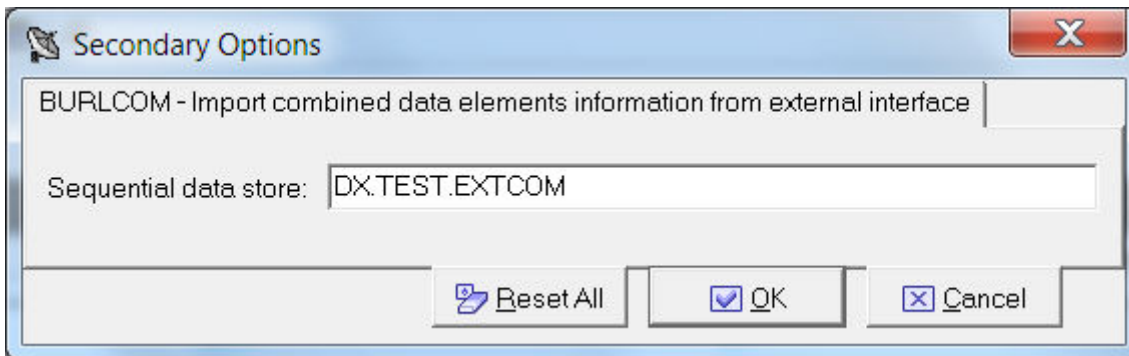 Secondary Options
BURLCOM - Import combined data elements information from external interface
Sequential data store: DX.TEST.EXTCOM
Reset All OK Cancel